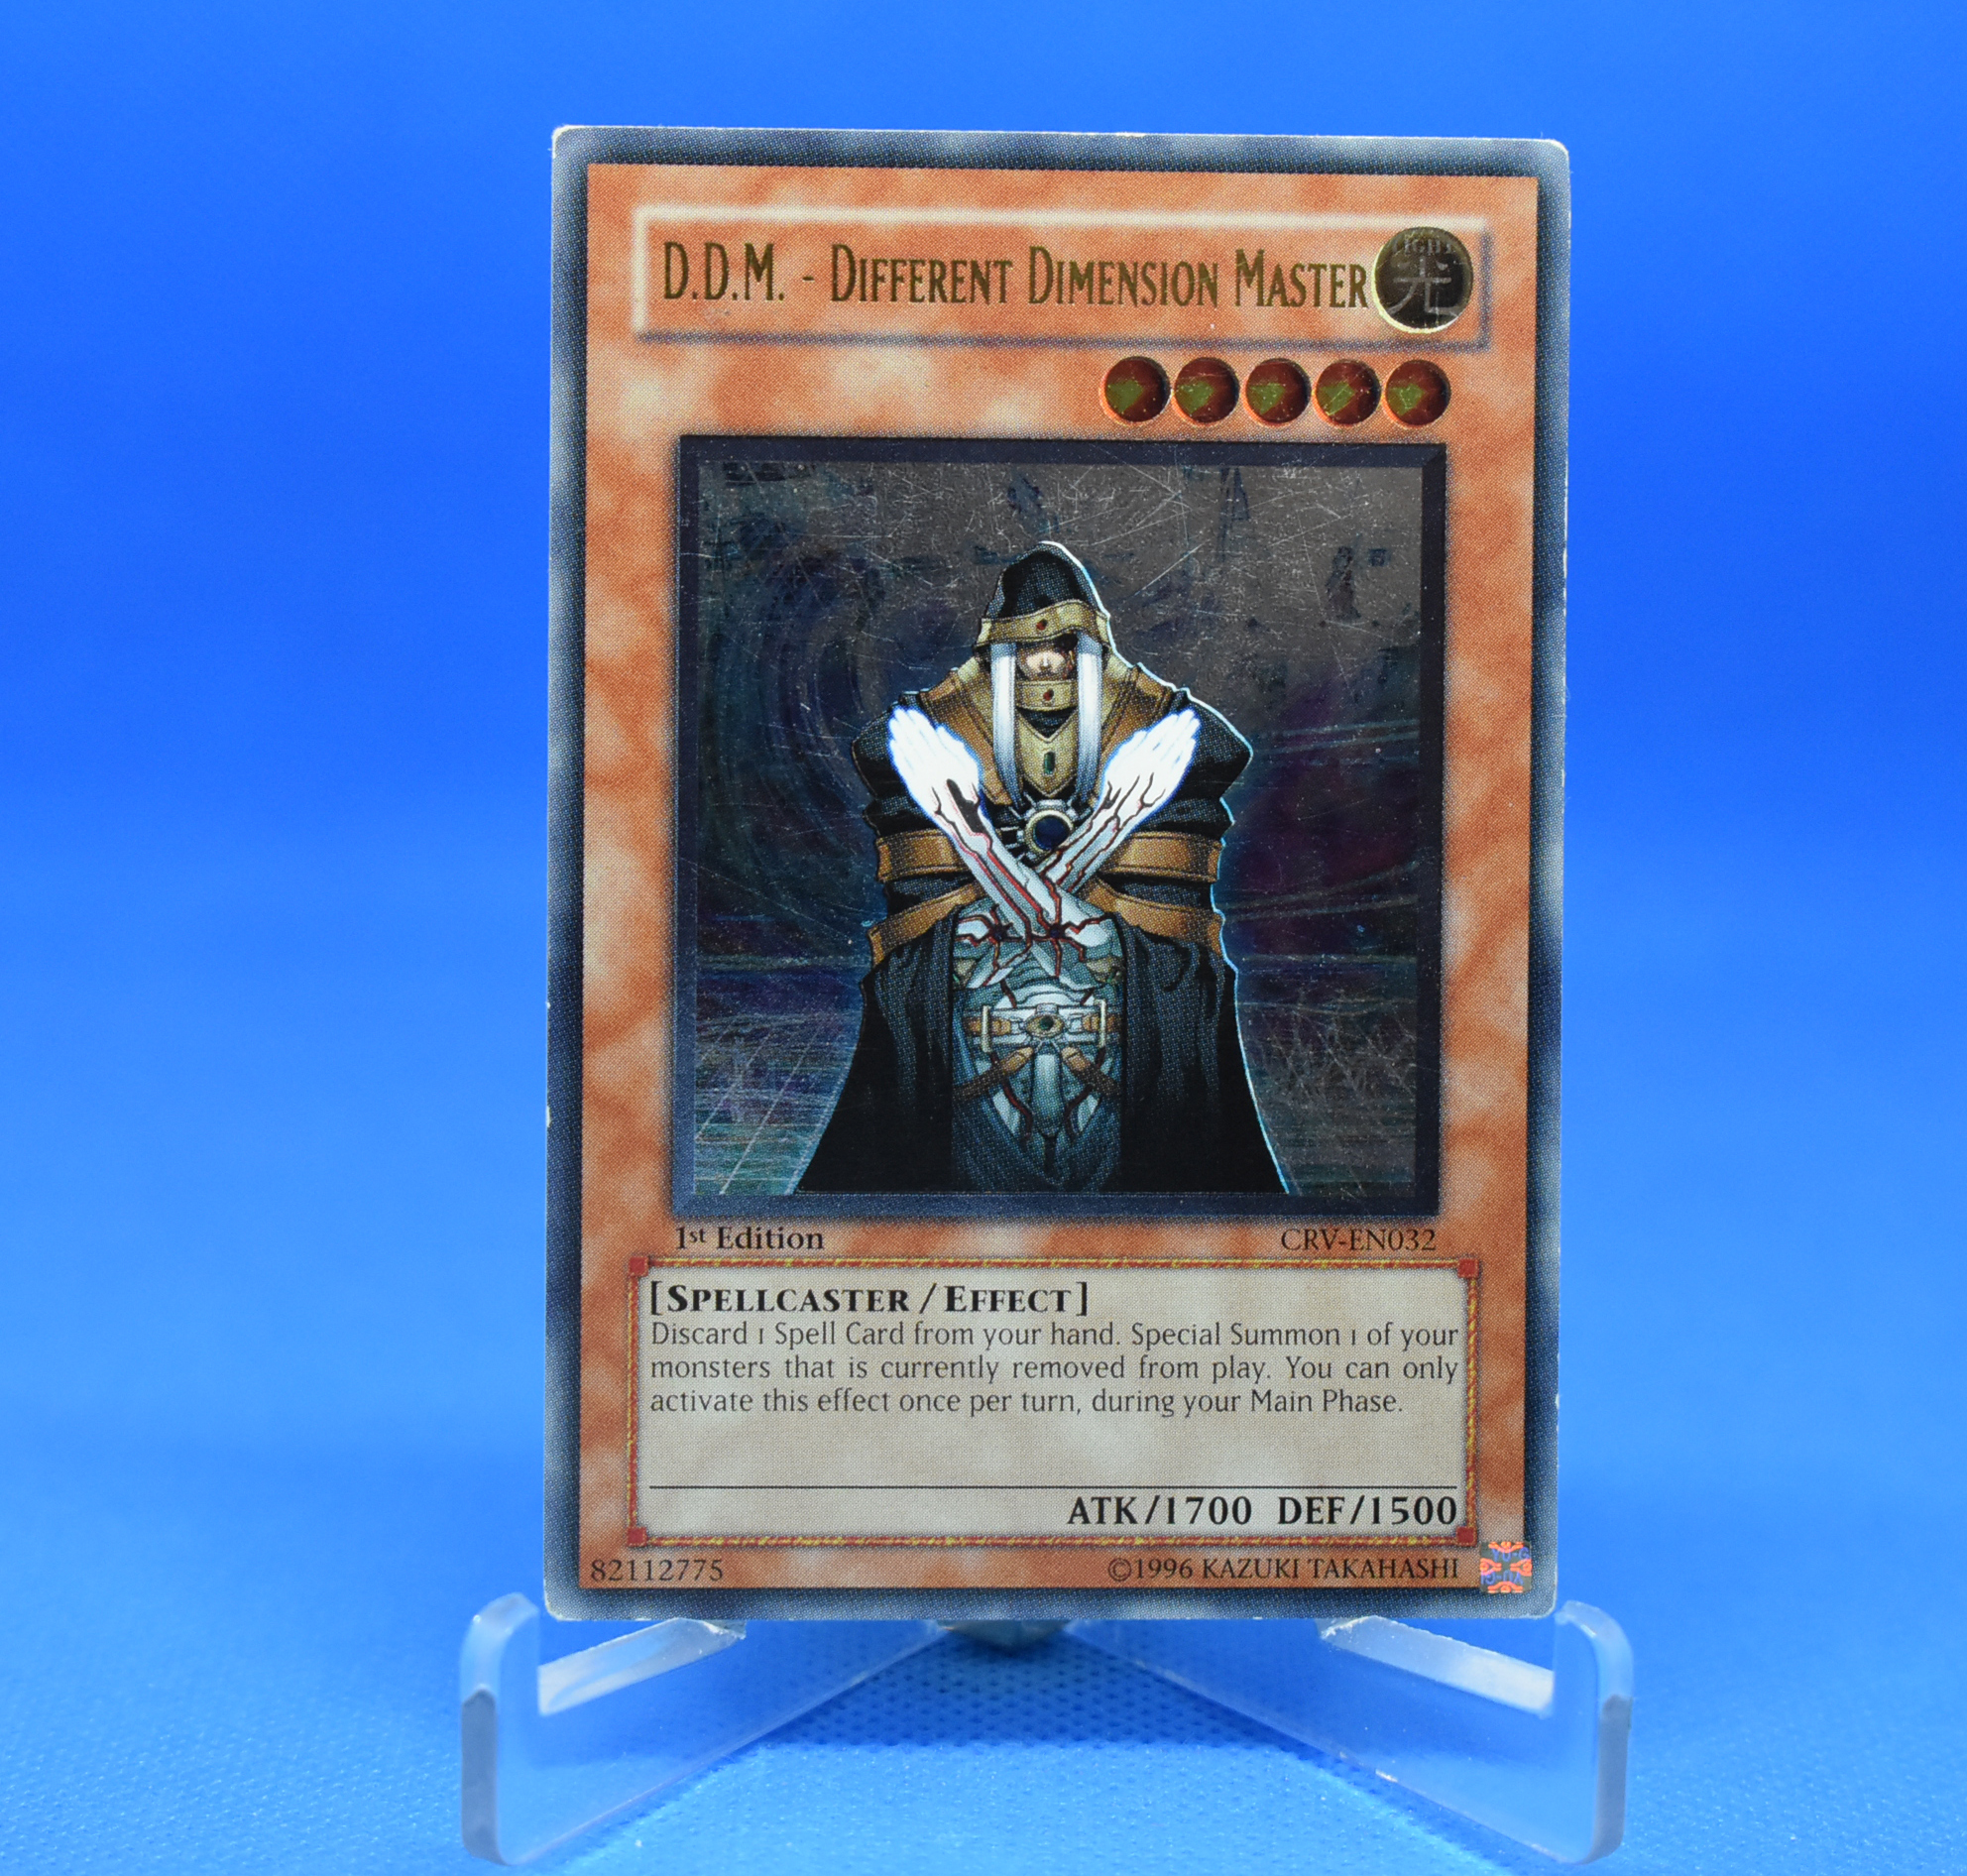 D.D.M. - DIFFERENT DIMENSION MASTER
LIGHT
光
1st Edition
CRV-EN032
[SPELLCASTER / EFFECT]
Discard 1 Spell Card from your hand. Special Summon 1 of your
monsters that is currently removed from play. You can only
activate this effect once per turn, during your Main Phase.
ATK/1700 DEF/1500
82112775
©1996 KAZUKI TAKAHASHI